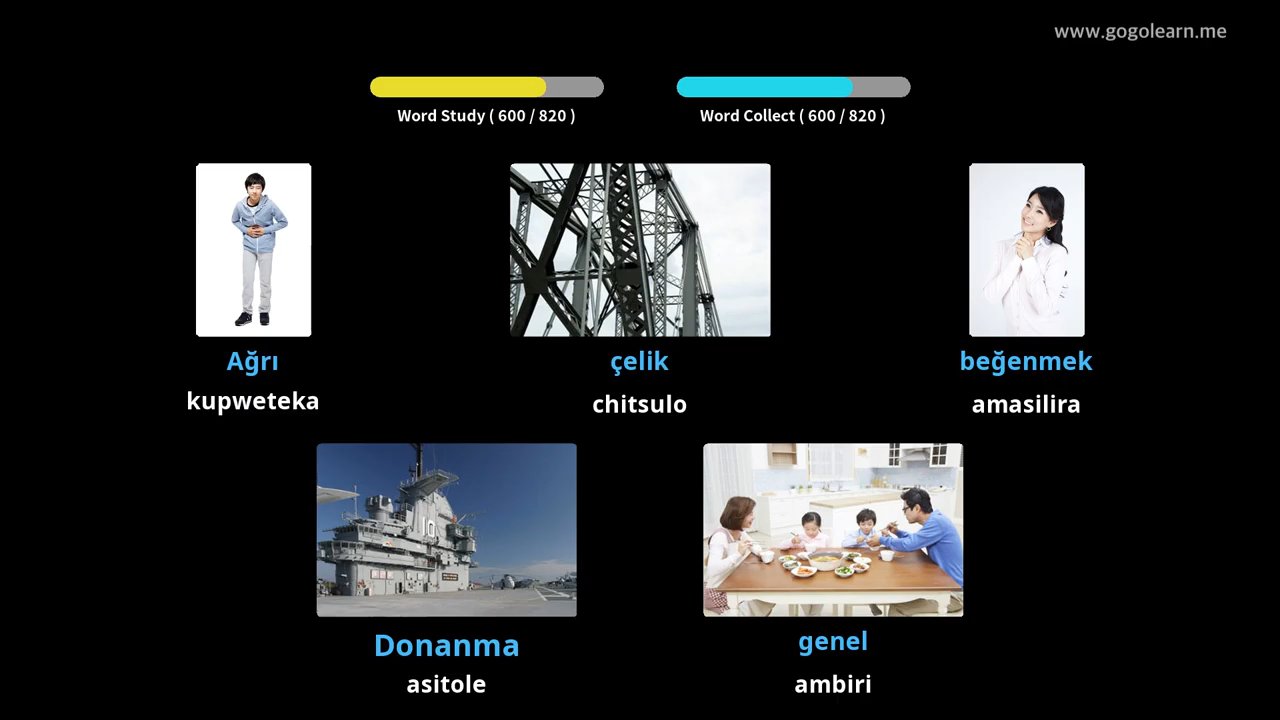 www.gogolearn.me
Word Study ( 600 / 820 )
Word Collect ( 600 / 820 )
Ağrı
kupweteka
çelik
chitsulo
beğenmek
amasilira
10
Donanma
asitole
genel
ambiri